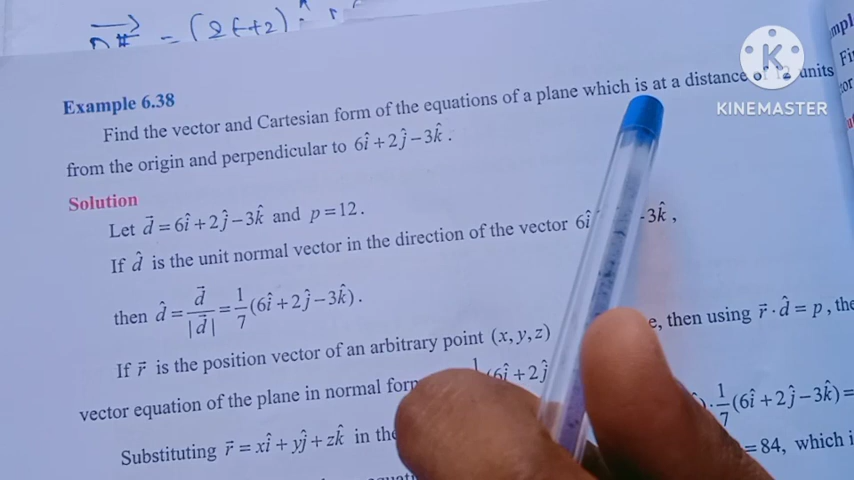 = (2t+2)
Example 6.38
Find the vector and Cartesian form of the equations of a plane which is at a distance of 12 units
from the origin and perpendicular to 6î + 2ĵ − 3k̂ .
KINEMASTER
Solution
Let d⃗ = 6î + 2ĵ − 3k̂ and p = 12 .
If d̂ is the unit normal vector in the direction of the vector 6î −3k̂ ,
then d̂ = d⃗ / |d⃗| = 1/7 (6î + 2ĵ − 3k̂) .
If r⃗ is the position vector of an arbitrary point (x, y, z) then using r⃗ · d̂ = p , the
vector equation of the plane in normal (6î + 2ĵ
Substituting r⃗ = xî + yĵ + zk̂ in · 1/7 (6î + 2ĵ − 3k̂) =
= 84, which